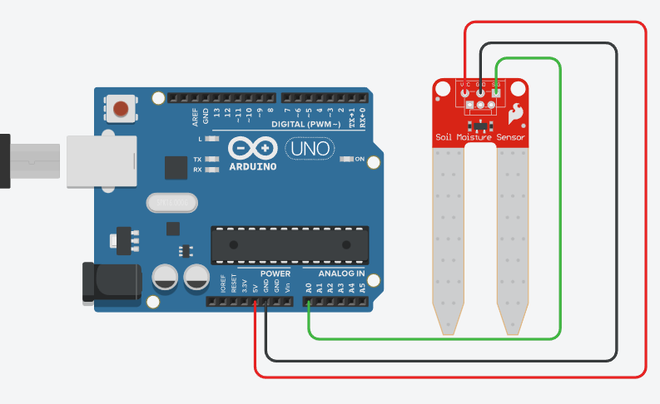 AREF
GND
13
12
~11
~10
~9
8
7
~6
~5
4
~3
2
TX→1
RX←0
DIGITAL (PWM~)
L
TX
RX
ARDUINO
UNO
ON
POWER
ANALOG IN
IOREF
RESET
3.3V
5V
GND
GND
Vin
A0
A1
A2
A3
A4
A5
Soil Moisture Sensor